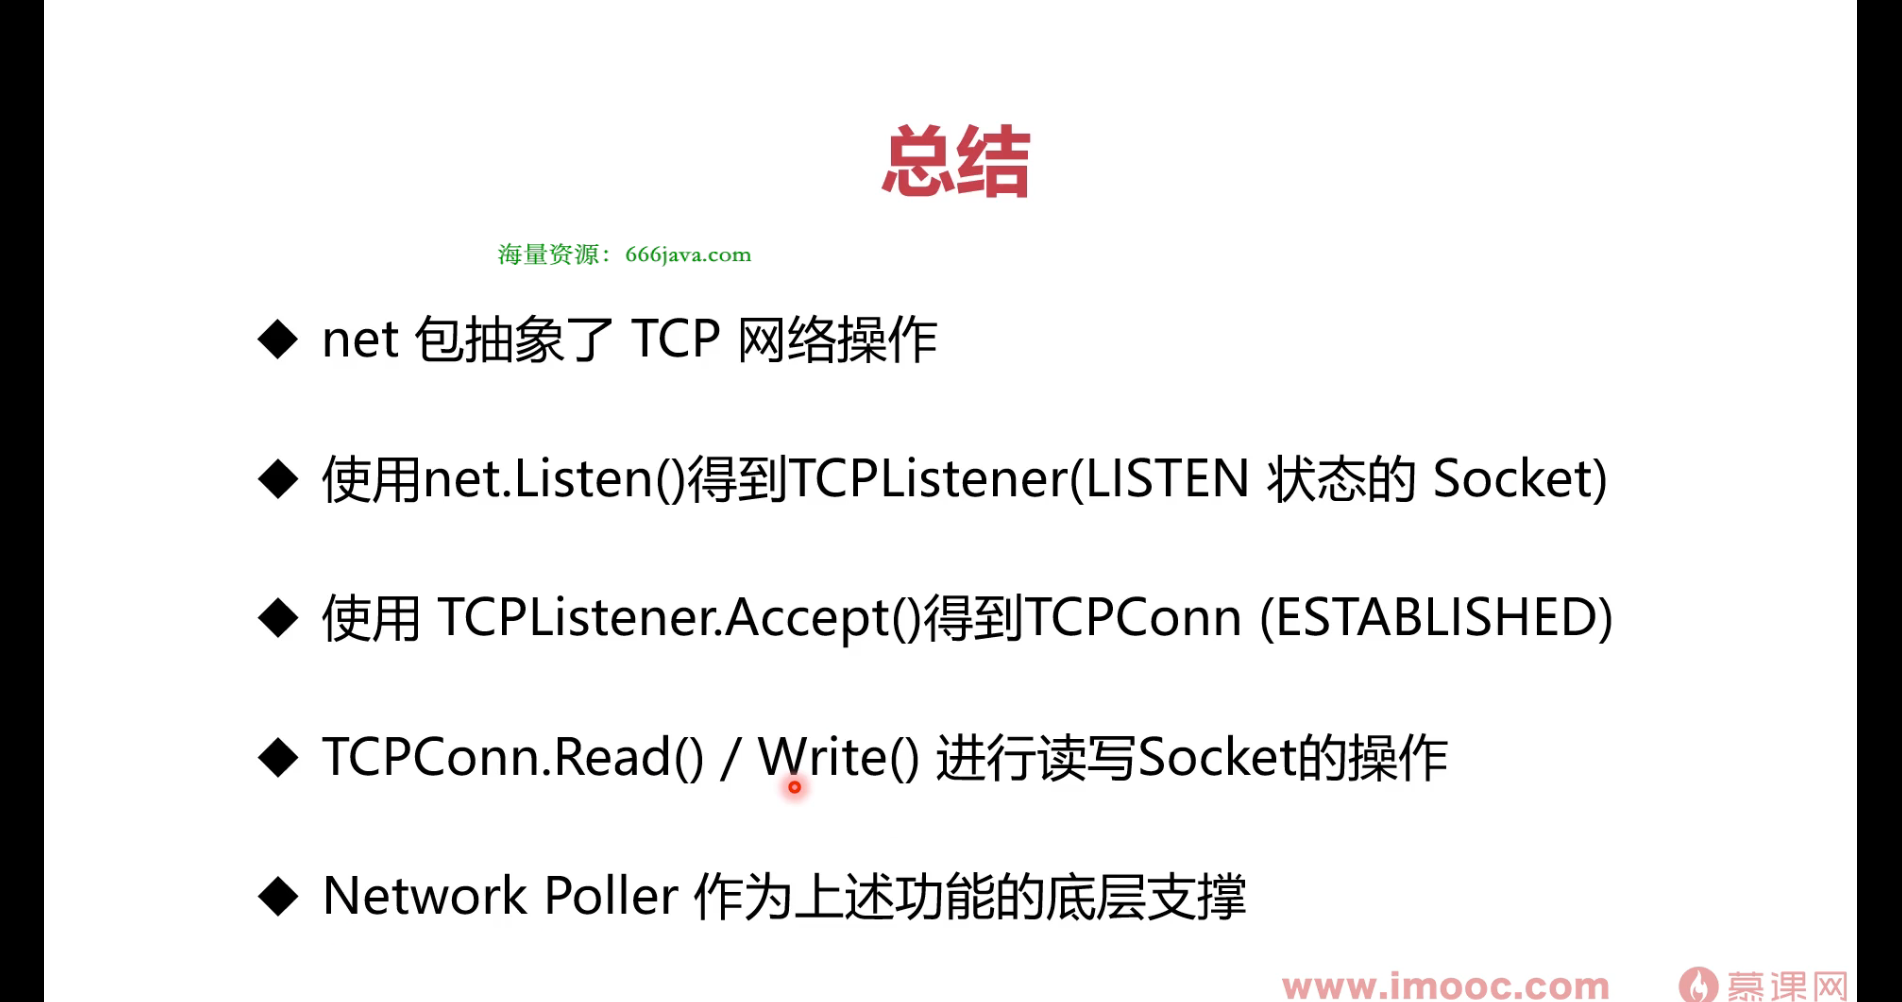 总结
海量资源：666java.com
◆ net 包抽象了 TCP 网络操作
◆ 使用net.Listen()得到TCPListener(LISTEN 状态的 Socket)
◆ 使用 TCPListener.Accept()得到TCPConn (ESTABLISHED)
◆ TCPConn.Read() / Write() 进行读写Socket的操作
◆ Network Poller 作为上述功能的底层支撑
www.imooc.com 慕课网